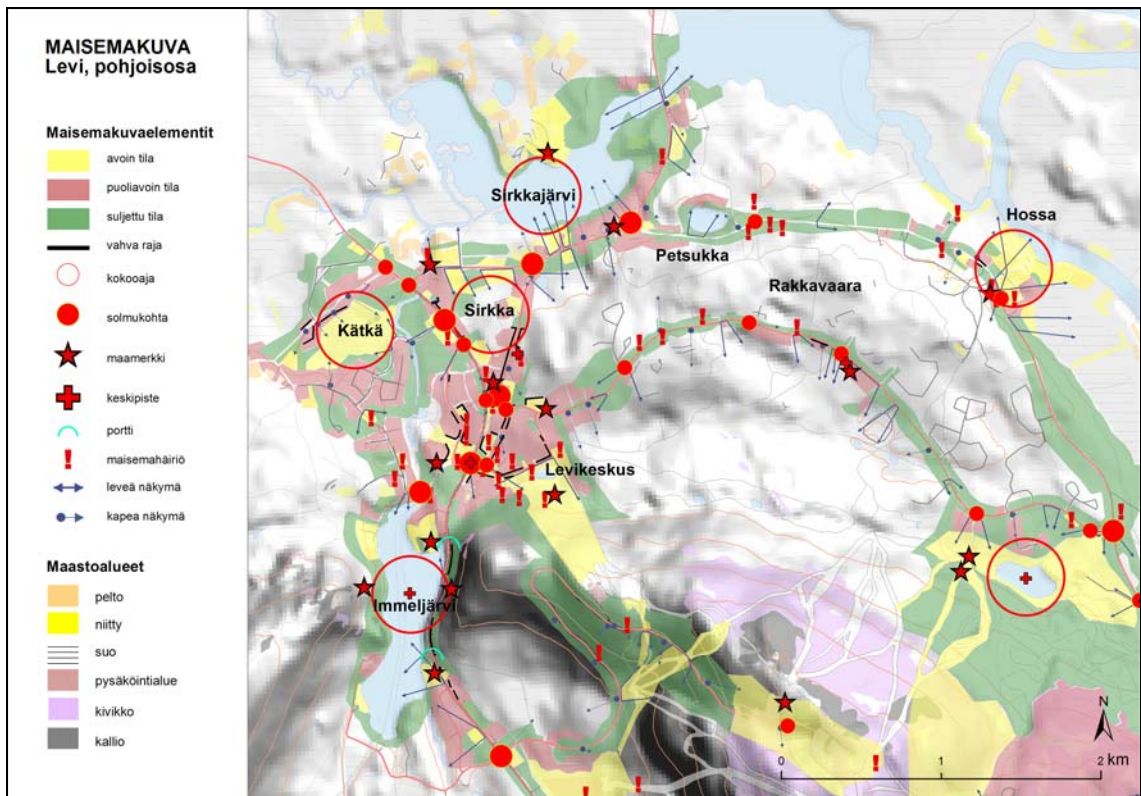 MAISEMAKUVA
Levi, pohjoisosa
Maisemakuvaelementit
avoin tila
puoliavoin tila
suljettu tila
vahva raja
kokooaja
solmukohta
maamerkki
keskipiste
portti
maisemahäiriö
leveä näkymä
kapea näkymä
Maastoalueet
pelto
niitty
suo
pysäköintialue
kivikko
kallio
Sirkkajärvi
Hossa
Petsukka
Rakkavaara
Sirkka
Kätkä
Levikeskus
Immeljärvi
N
0 1 2 km